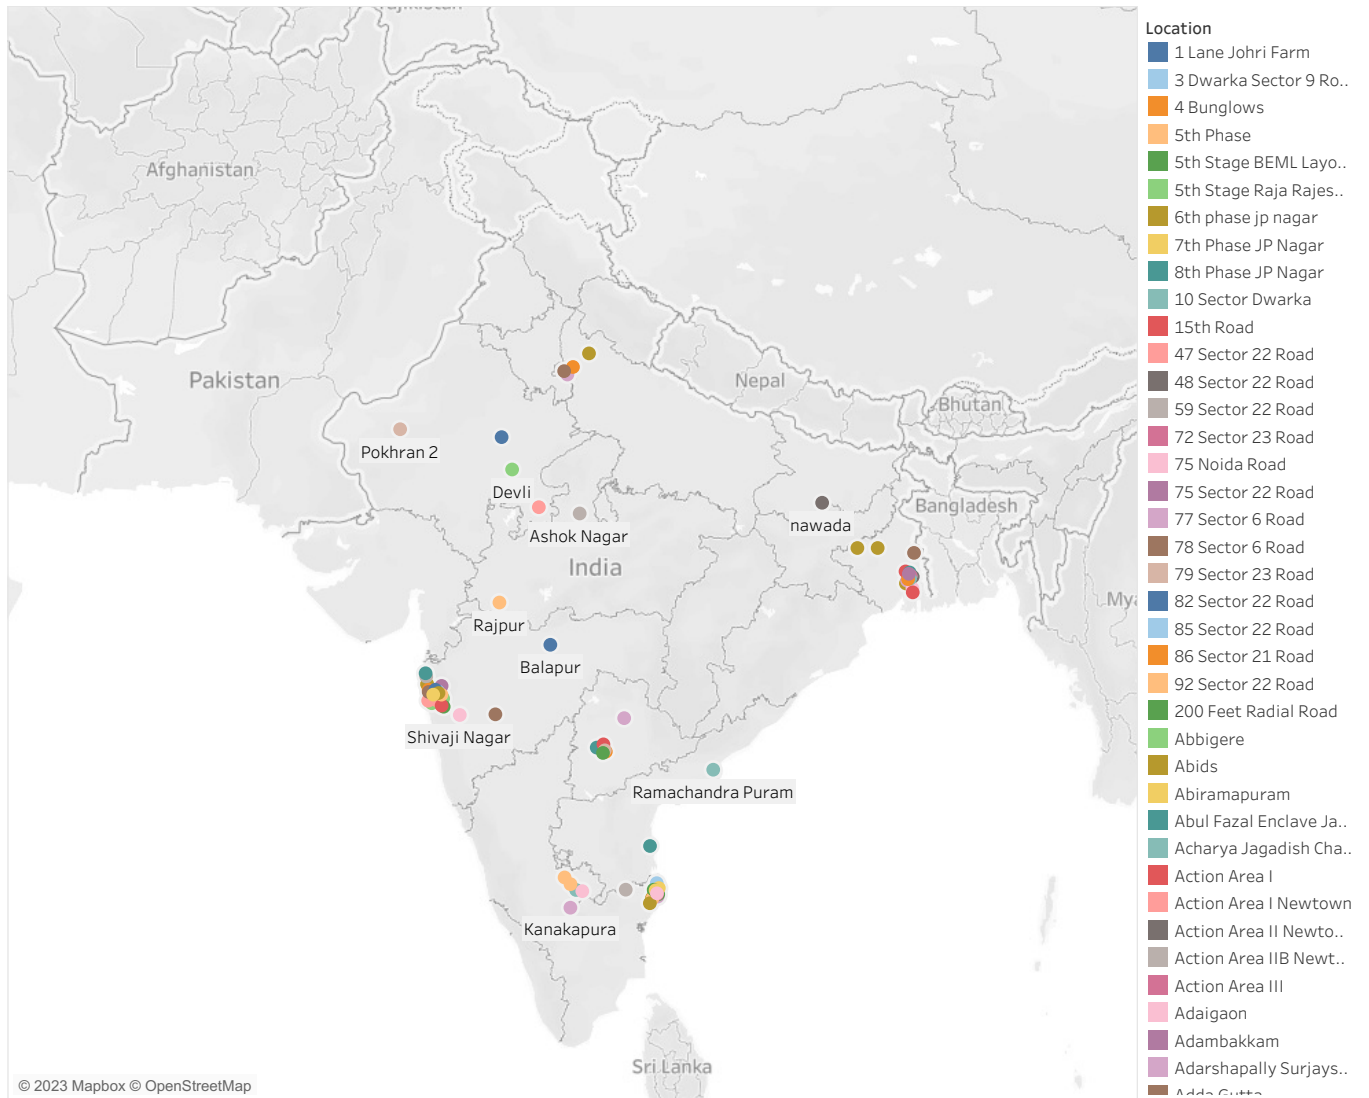 Tajikistan
Afghanistan
Pakistan
Nepal
Bhutan
Pokhran 2
Devli
Bangladesh
nawada
Ashok Nagar
India
Mya
Rajpur
Balapur
Shivaji Nagar
Ramachandra Puram
Kanakapura
Sri Lanka
© 2023 Mapbox © OpenStreetMap
Location
1 Lane Johri Farm
3 Dwarka Sector 9 Ro..
4 Bunglows
5th Phase
5th Stage BEML Layo..
5th Stage Raja Rajes..
6th phase jp nagar
7th Phase JP Nagar
8th Phase JP Nagar
10 Sector Dwarka
15th Road
47 Sector 22 Road
48 Sector 22 Road
59 Sector 22 Road
72 Sector 23 Road
75 Noida Road
75 Sector 22 Road
77 Sector 6 Road
78 Sector 6 Road
79 Sector 23 Road
82 Sector 22 Road
85 Sector 22 Road
86 Sector 21 Road
92 Sector 22 Road
200 Feet Radial Road
Abbigere
Abids
Abiramapuram
Abul Fazal Enclave Ja..
Acharya Jagadish Cha..
Action Area I
Action Area I Newtown
Action Area II Newto..
Action Area IIB Newt..
Action Area III
Adaigaon
Adambakkam
Adarshapally Surjays..
Adda Gutta